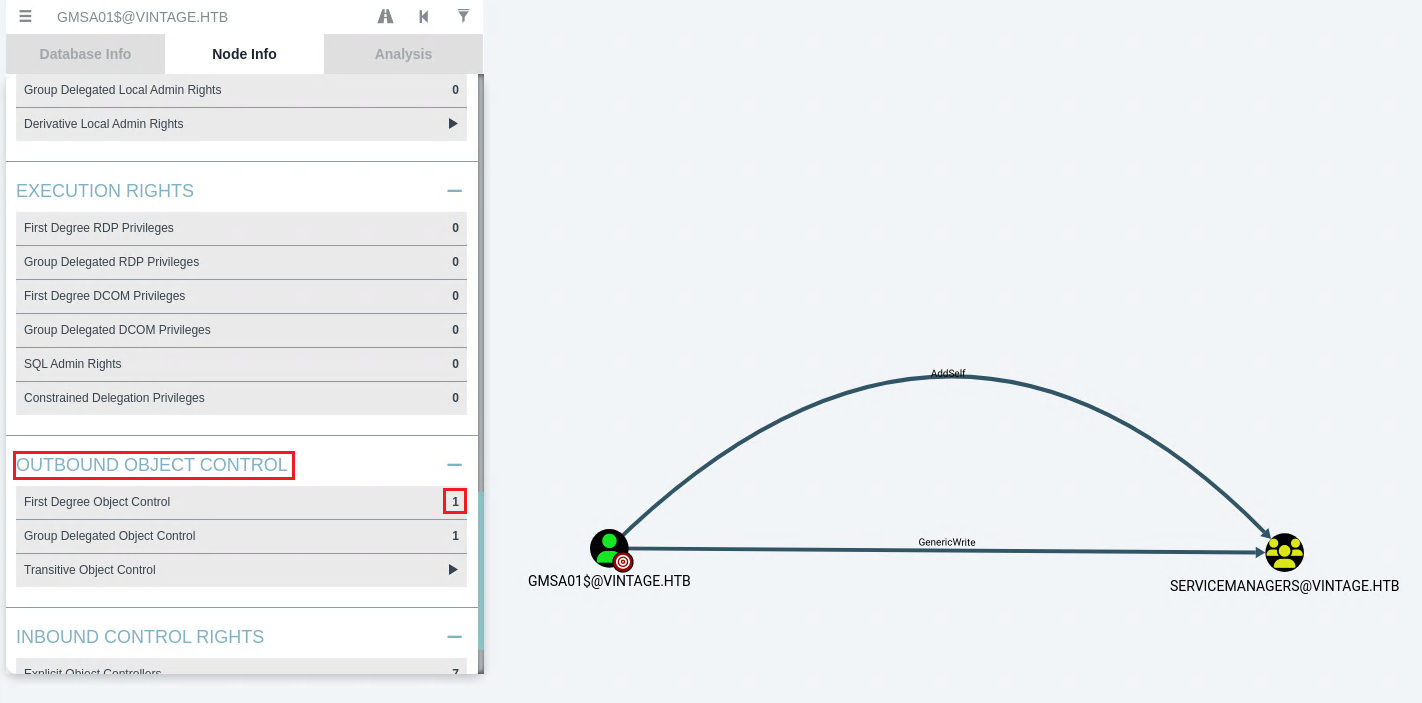 GMSA01$@VINTAGE.HTB
Database Info
Node Info
Analysis
Group Delegated Local Admin Rights 0
Derivative Local Admin Rights
EXECUTION RIGHTS
First Degree RDP Privileges 0
Group Delegated RDP Privileges 0
First Degree DCOM Privileges 0
Group Delegated DCOM Privileges 0
SQL Admin Rights 0
Constrained Delegation Privileges 0
OUTBOUND OBJECT CONTROL
First Degree Object Control 1
Group Delegated Object Control 1
Transitive Object Control
INBOUND CONTROL RIGHTS
Explicit Object Controllers 7
AddSelf
GenericWrite
GMSA01$@VINTAGE.HTB
SERVICEMANAGERS@VINTAGE.HTB